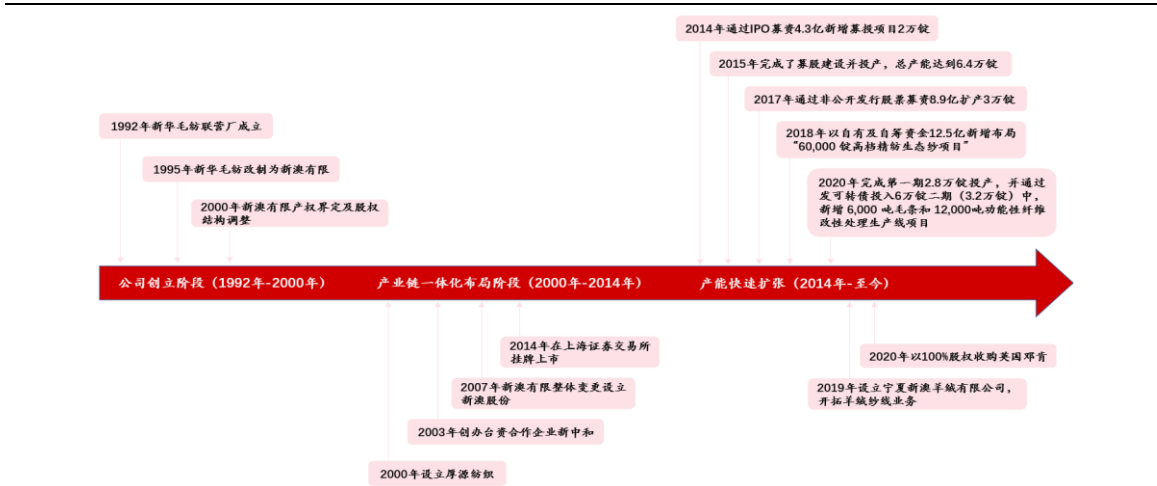 2014年通过IPO募资4.3亿新增募投项目2万锭
2015年完成了募股建设并投产，总产能达到6.4万锭
2017年通过非公开发行股票募资8.9亿扩产3万锭
1992年新华毛纺联营厂成立
2018年以自有及自筹资金12.5亿新增布局
“60,000 锭高档精纺生态纱项目”
1995年新华毛纺改制为新澳有限
2020年完成第一期2.8万锭投产，并通过
发可转债投入6万锭二期（3.2万锭）中，
新增 6,000 吨毛条和 12,000吨功能性纤维
改性处理生产线项目
2000年新澳有限产权界定及股权
结构调整
公司创立阶段（1992年-2000年）
产业链一体化布局阶段（2000年-2014年）
产能快速扩张（2014年-至今）
2014年在上海证券交易所
挂牌上市
2020年以100%股权收购英国邓肯
2007年新澳有限整体变更设立
新澳股份
2019年设立宁夏新澳羊绒有限公司，
开拓羊绒纱线业务
2003年创办台资合作企业新中和
2000年设立厚源纺织